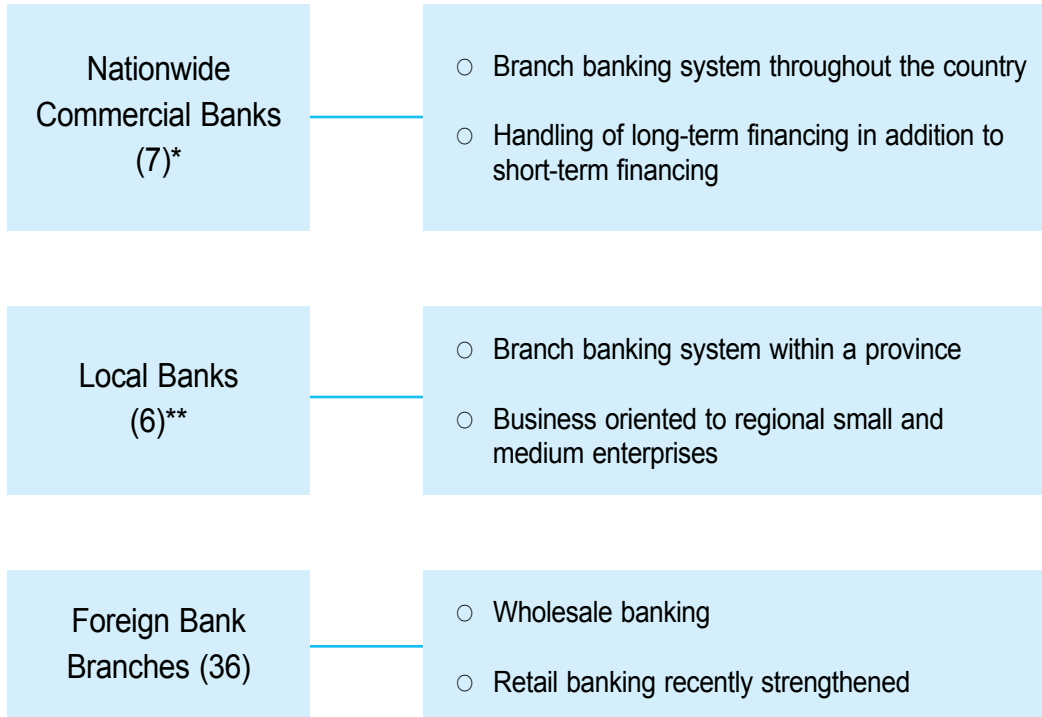 Nationwide
Commercial Banks
(7)*
○ Branch banking system throughout the country
○ Handling of long-term financing in addition to
short-term financing
Local Banks
(6)**
○ Branch banking system within a province
○ Business oriented to regional small and
medium enterprises
Foreign Bank
Branches (36)
○ Wholesale banking
○ Retail banking recently strengthened